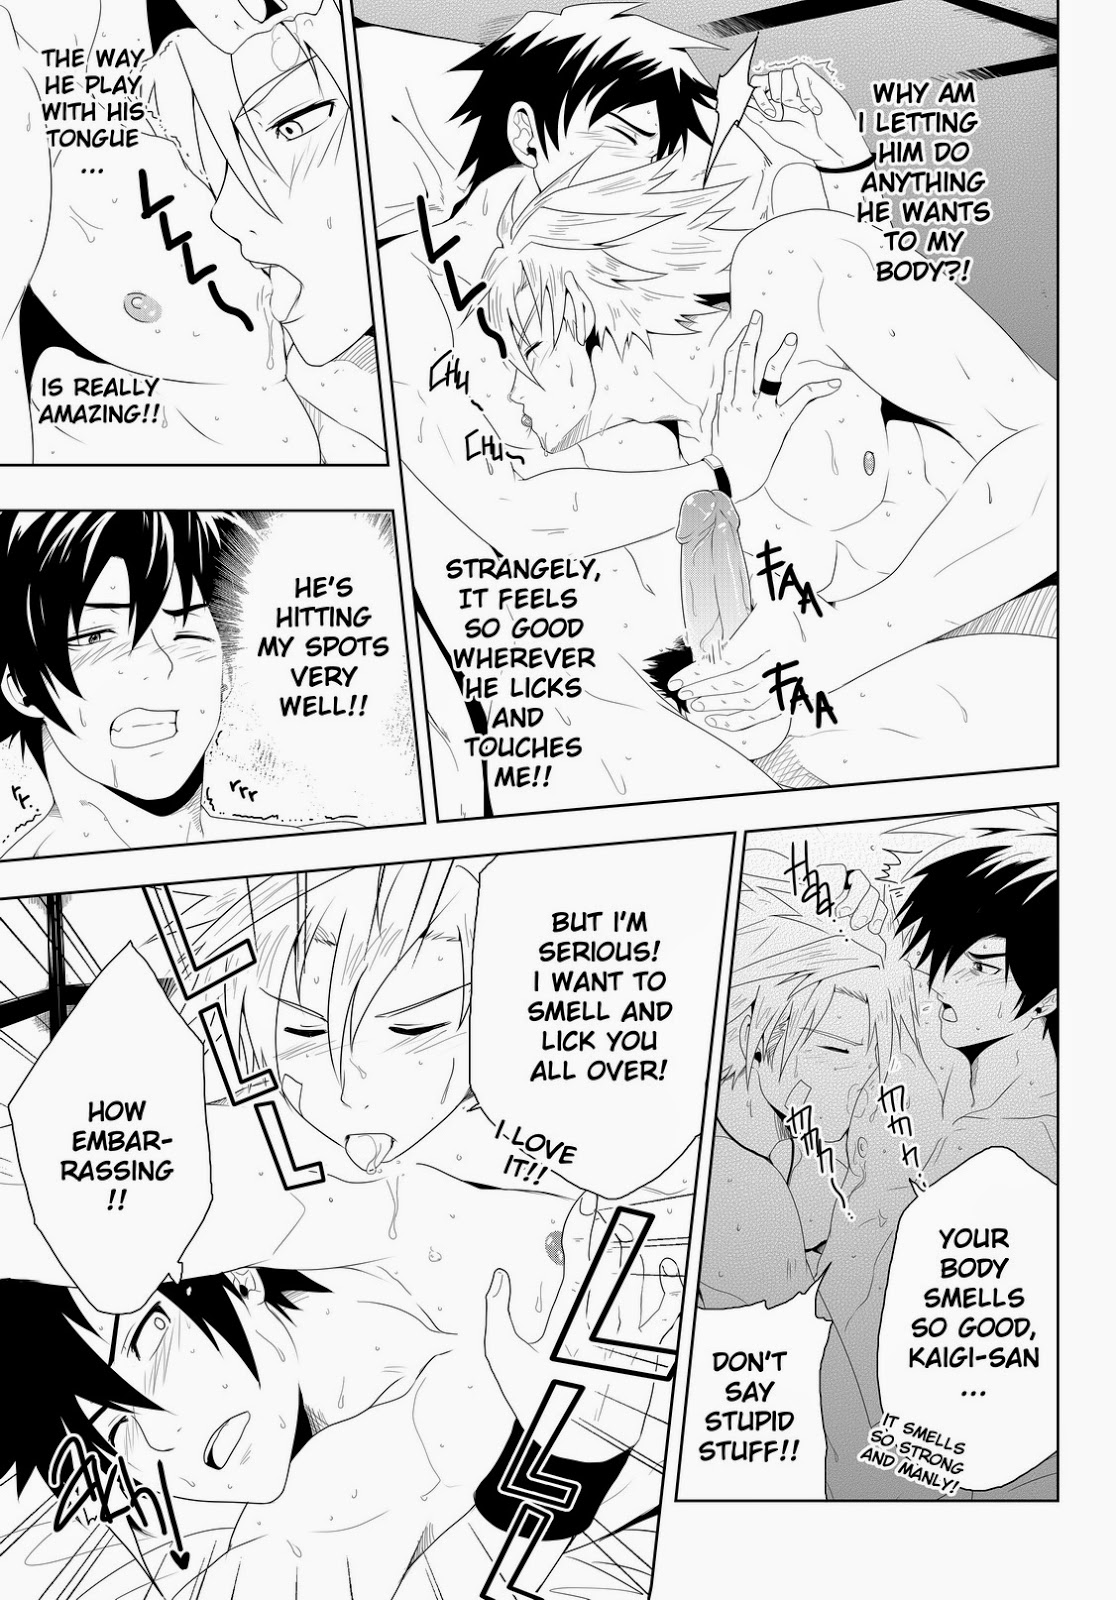 WHY AM
I LETTING
HIM DO
ANYTHING
HE WANTS
TO MY
BODY?!
CHU
CHU~
STRANGELY,
IT FEELS
SO GOOD
WHEREVER
HE LICKS
AND
TOUCHES
ME!!
FAA
FAA
THE WAY
HE PLAY
WITH HIS
TONGUE
...
IS REALLY
AMAZING!!
HE'S
HITTING
MY SPOTS
VERY
WELL!!
YOUR
BODY
SMELLS
SO GOOD,
KAIGI-SAN
...
IT SMELLS
SO STRONG
AND MANLY!
DON'T
SAY
STUPID
STUFF!!
BUT I'M
SERIOUS!
I WANT TO
SMELL AND
LICK YOU
ALL OVER!
I LOVE
IT!!
HOW
EMBAR-
RASSING
!!